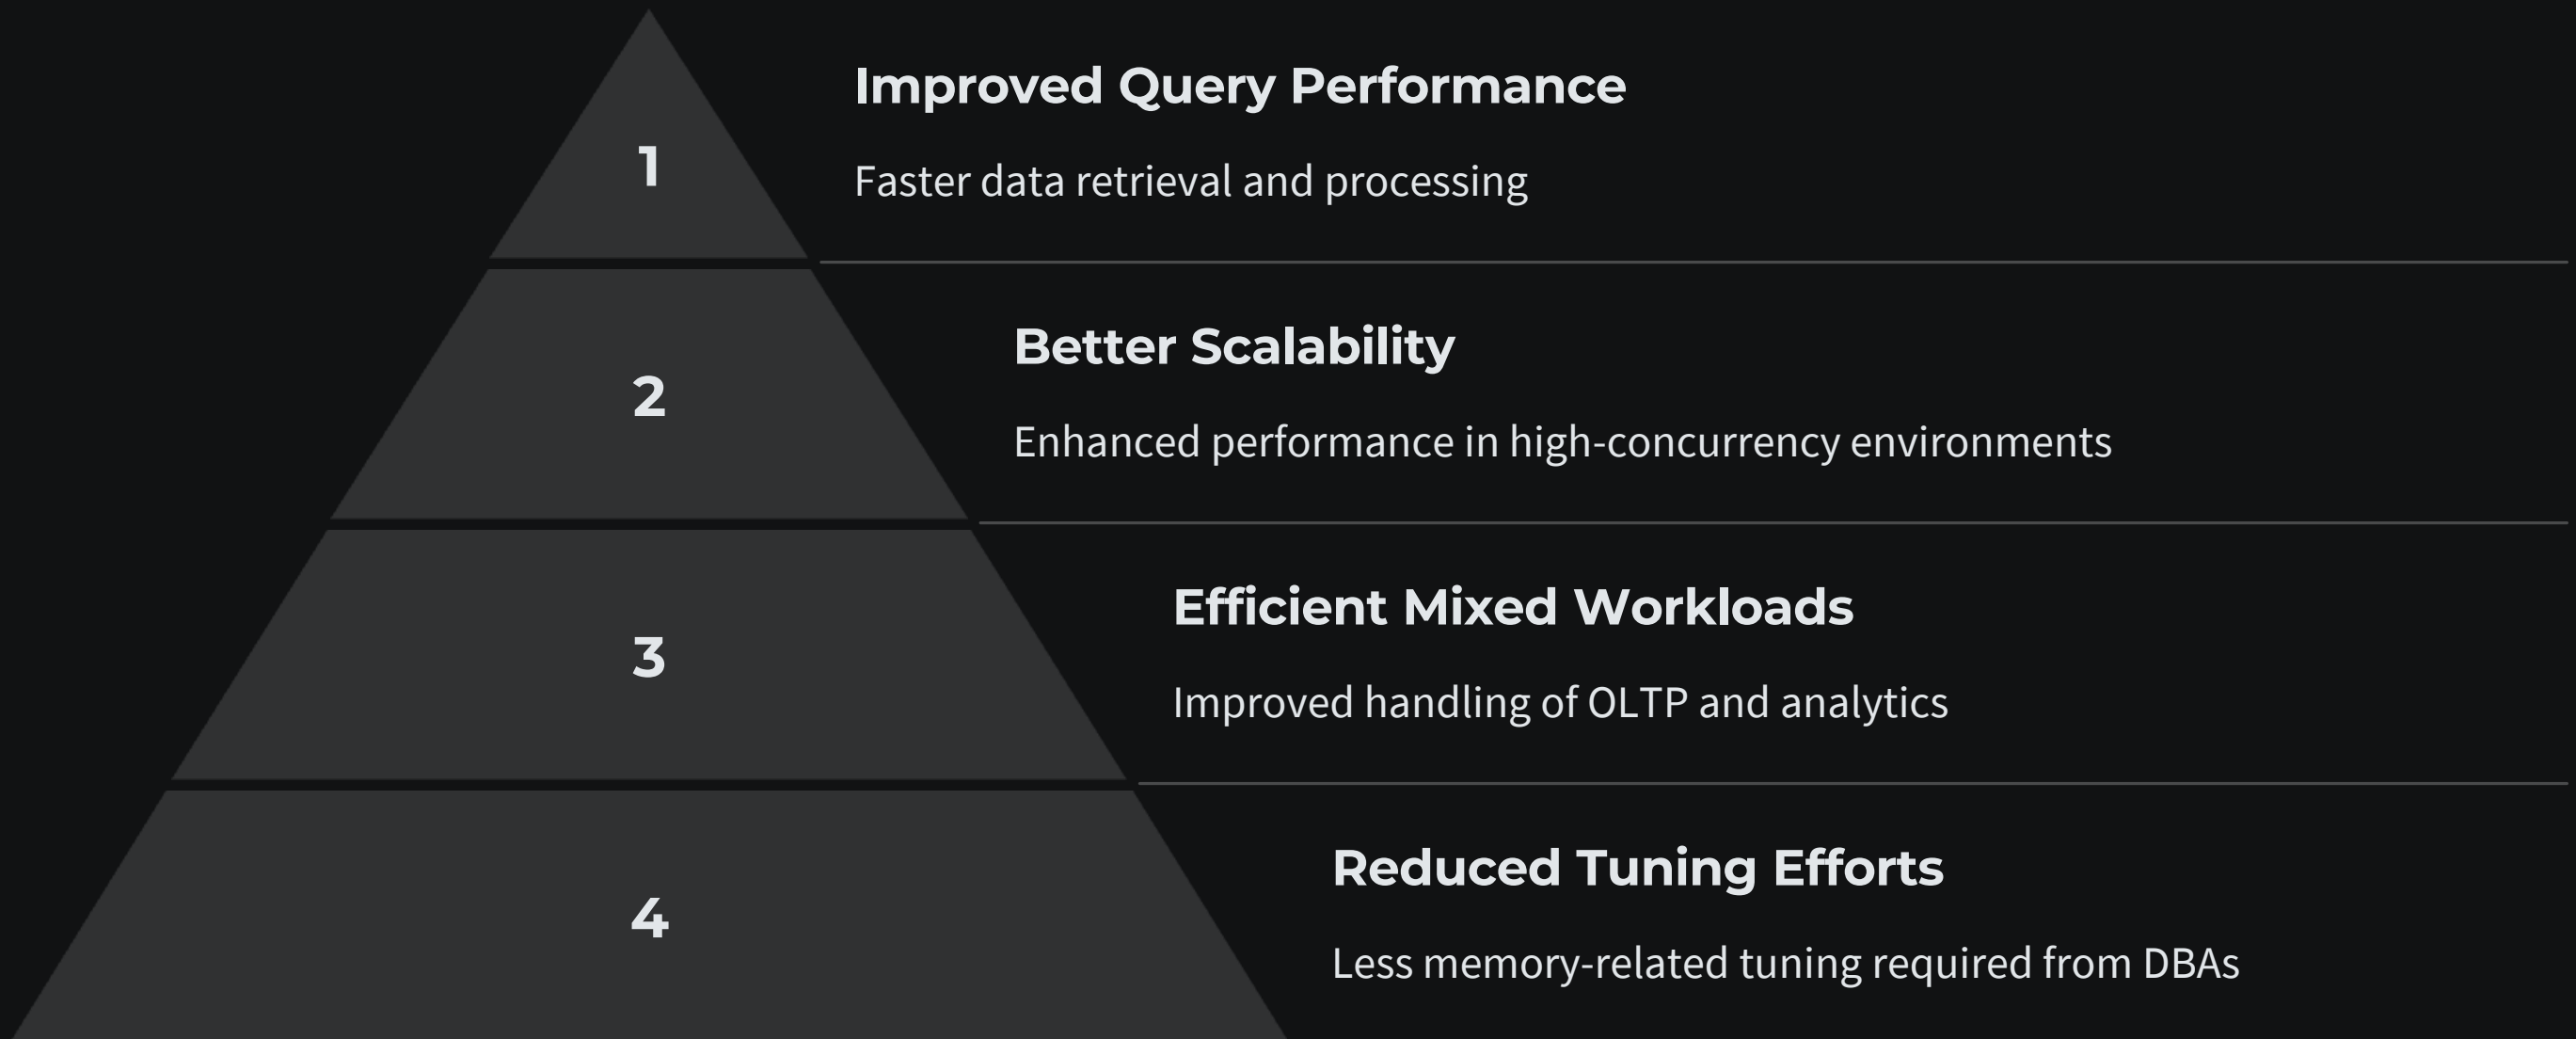 1
Improved Query Performance
Faster data retrieval and processing
2
Better Scalability
Enhanced performance in high-concurrency environments
3
Efficient Mixed Workloads
Improved handling of OLTP and analytics
4
Reduced Tuning Efforts
Less memory-related tuning required from DBAs